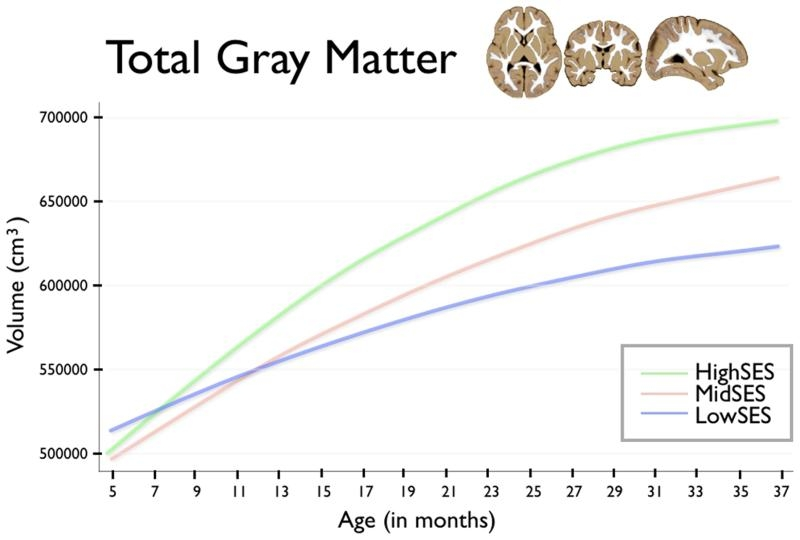 Total Gray Matter
700000
650000
600000
550000
500000
Volume (cm³)
5 7 9 11 13 15 17 19 21 23 25 27 29 31 33 35 37
Age (in months)
HighSES
MidSES
LowSES